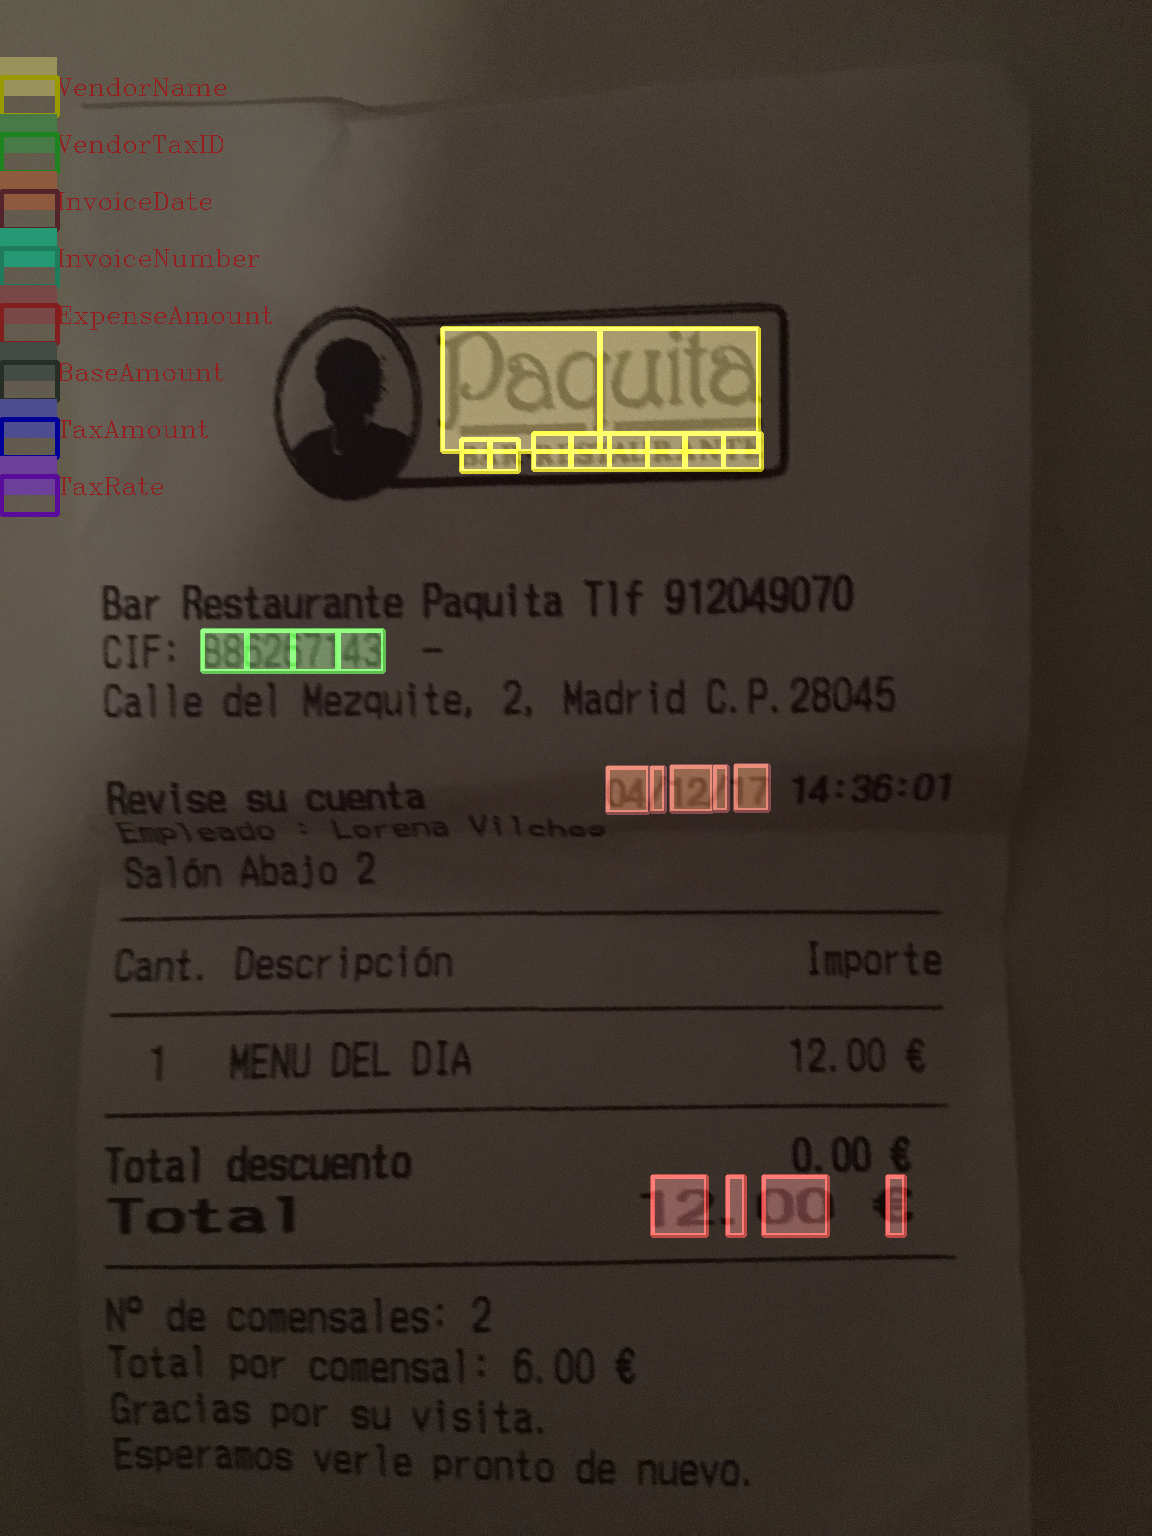 VendorName
VendorTaxID
InvoiceDate
InvoiceNumber
ExpenseAmount
BaseAmount
TaxAmount
TaxRate
Paquita
BAR RESTAURANTE
Bar Restaurante Paquita Tlf 912049070
CIF: B86267143 -
Calle del Mezquite, 2, Madrid C.P. 28045
Revise su cuenta 04/12/17 14:36:01
Empleado : Lorena Vilches
Salón Abajo 2
Cant. Descripción Importe
1 MENU DEL DIA 12.00 €
Total descuento 0.00 €
Total 12.00 €
Nº de comensales: 2
Total por comensal: 6.00 €
Gracias por su visita.
Esperamos verle pronto de nuevo.